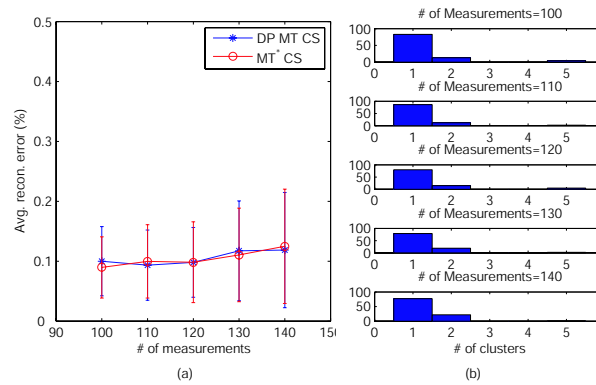 0.5
0.4
0.3
0.2
0.1
0
Avg. recon. error (%)
DP MT CS
MT* CS
90 100 110 120 130 140 150
# of measurements
(a)
# of Measurements=100
100
50
0
0 1 2 3 4 5
# of Measurements=110
100
50
0
0 1 2 3 4 5
# of Measurements=120
100
50
0
0 1 2 3 4 5
# of Measurements=130
100
50
0
0 1 2 3 4 5
# of Measurements=140
100
50
0
0 1 2 3 4 5
# of clusters
(b)